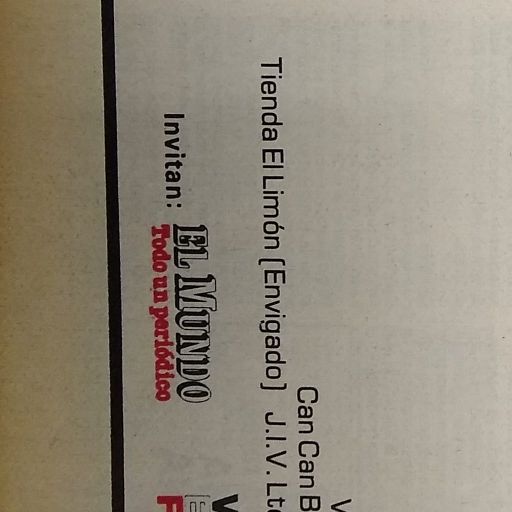 Can Can B
Tienda El Limón (Envigado) J.I.V. Ltd
Invitan: EL MUNDO
Todo un periódico